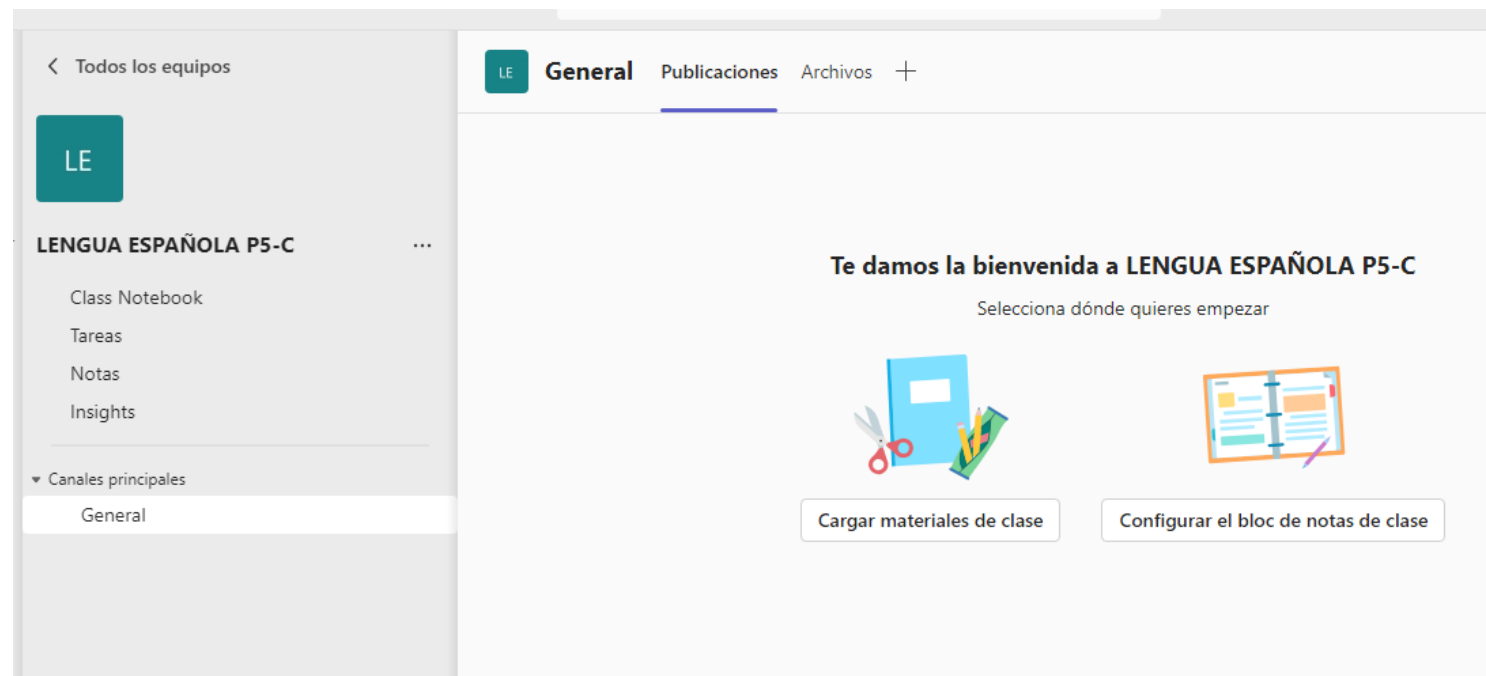 Todos los equipos
LE
LENGUA ESPAÑOLA P5-C
...
Class Notebook
Tareas
Notas
Insights
Canales principales
General
LE General Publicaciones Archivos +
Te damos la bienvenida a LENGUA ESPAÑOLA P5-C
Selecciona dónde quieres empezar
Cargar materiales de clase
Configurar el bloc de notas de clase